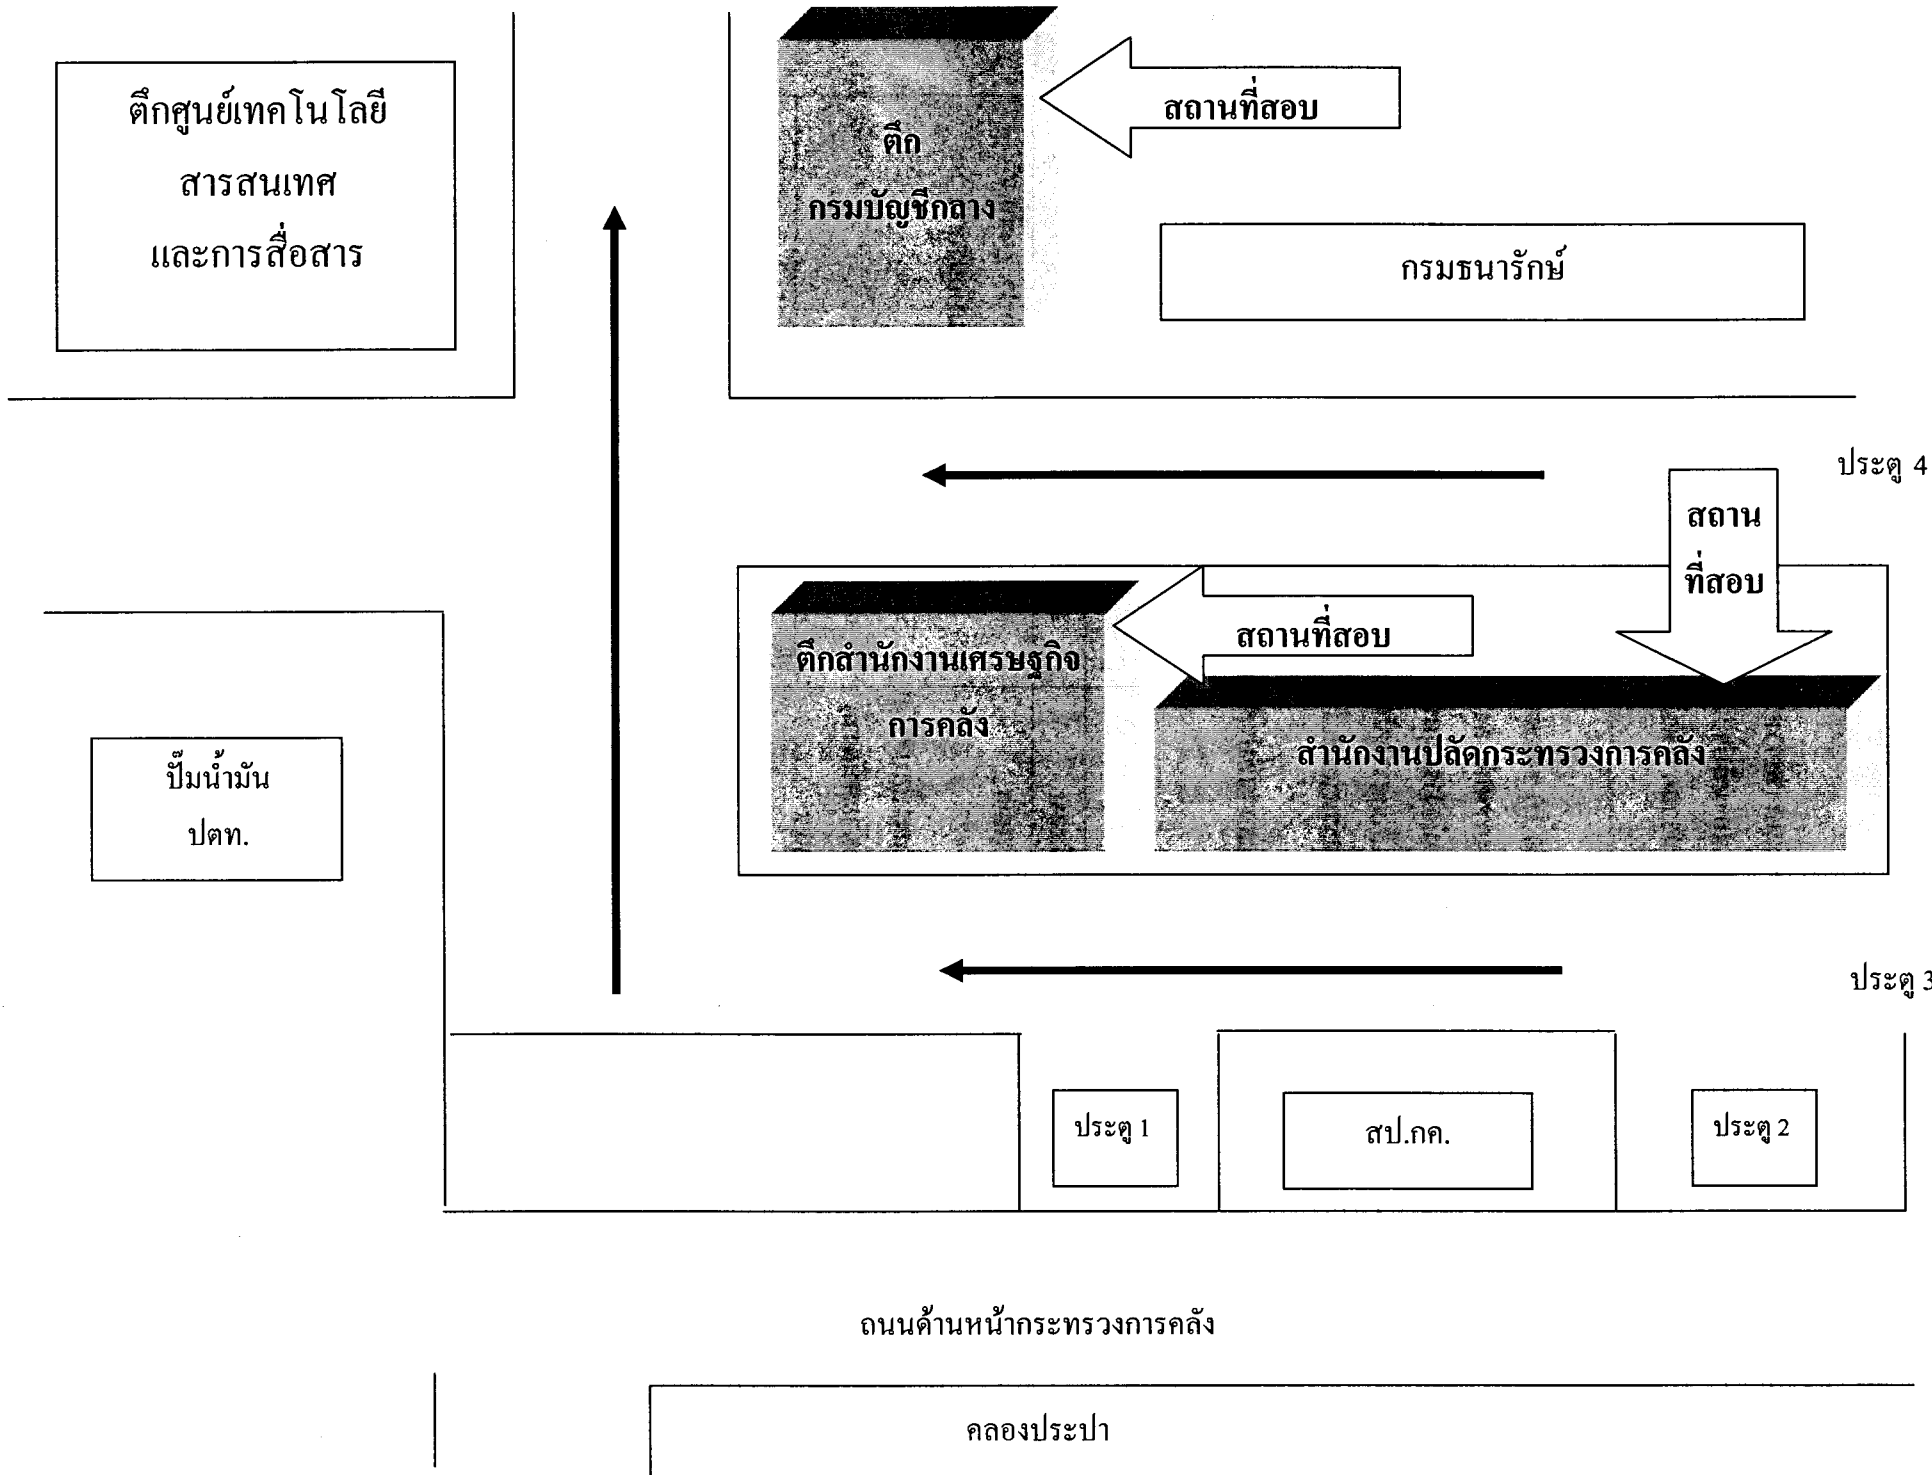 ตึกศูนย์เทคโนโลยี
สารสนเทศ
และการสื่อสาร
สถานที่สอบ
ตึก
กรมบัญชีกลาง
กรมธนารักษ์
ประตู 4
สถาน
ที่สอบ
สถานที่สอบ
ตึกสำนักงานเศรษฐกิจ
การคลัง
สำนักงานปลัดกระทรวงการคลัง
ปั๊มน้ำมัน
ปตท.
ประตู 3
ประตู 1
สป.กค.
ประตู 2
ถนนด้านหน้ากระทรวงการคลัง
คลองประปา